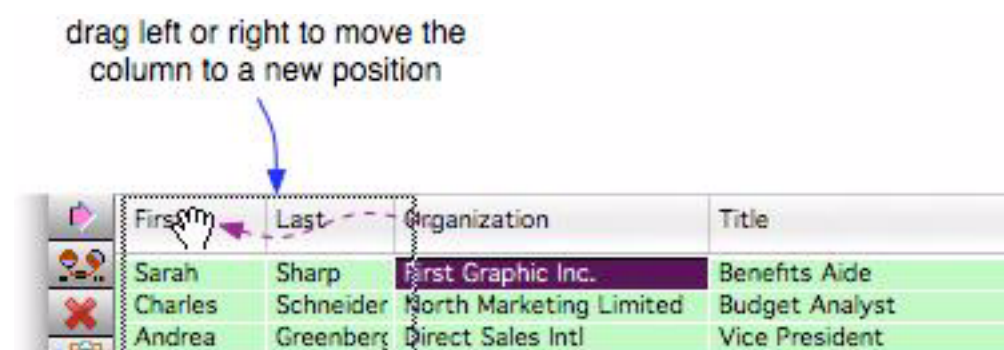 drag left or right to move the
column to a new position
First Last Organization Title
Sarah Sharp First Graphic Inc. Benefits Aide
Charles Schneider North Marketing Limited Budget Analyst
Andrea Greenberg Direct Sales Intl Vice President